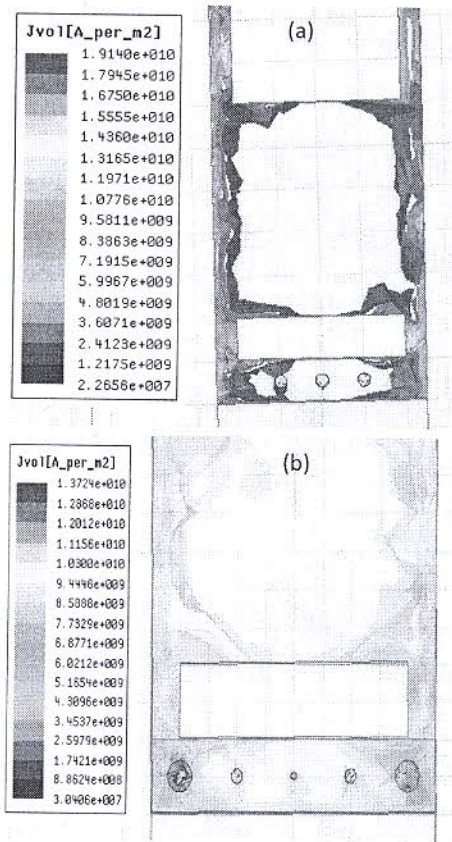 Jvol[A_per_m2]
1.9140e+010
1.7945e+010
1.6750e+010
1.5555e+010
1.4360e+010
1.3165e+010
1.1971e+010
1.0776e+010
9.5811e+009
8.3863e+009
7.1915e+009
5.9967e+009
4.8019e+009
3.6071e+009
2.4123e+009
1.2175e+009
2.2656e+007
(a)
Jvol[A_per_m2]
1.3724e+010
1.2868e+010
1.2012e+010
1.1156e+010
1.0300e+010
9.4446e+009
8.5888e+009
7.7329e+009
6.8771e+009
6.0212e+009
5.1654e+009
4.3096e+009
3.4537e+009
2.5979e+009
1.7421e+009
8.8624e+008
3.0406e+007
(b)